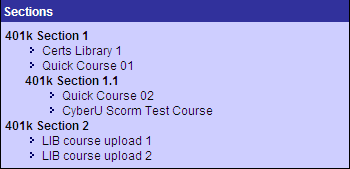 Sections
401k Section 1
Certs Library 1
Quick Course 01
401k Section 1.1
Quick Course 02
CyberU Scorm Test Course
401k Section 2
LIB course upload 1
LIB course upload 2